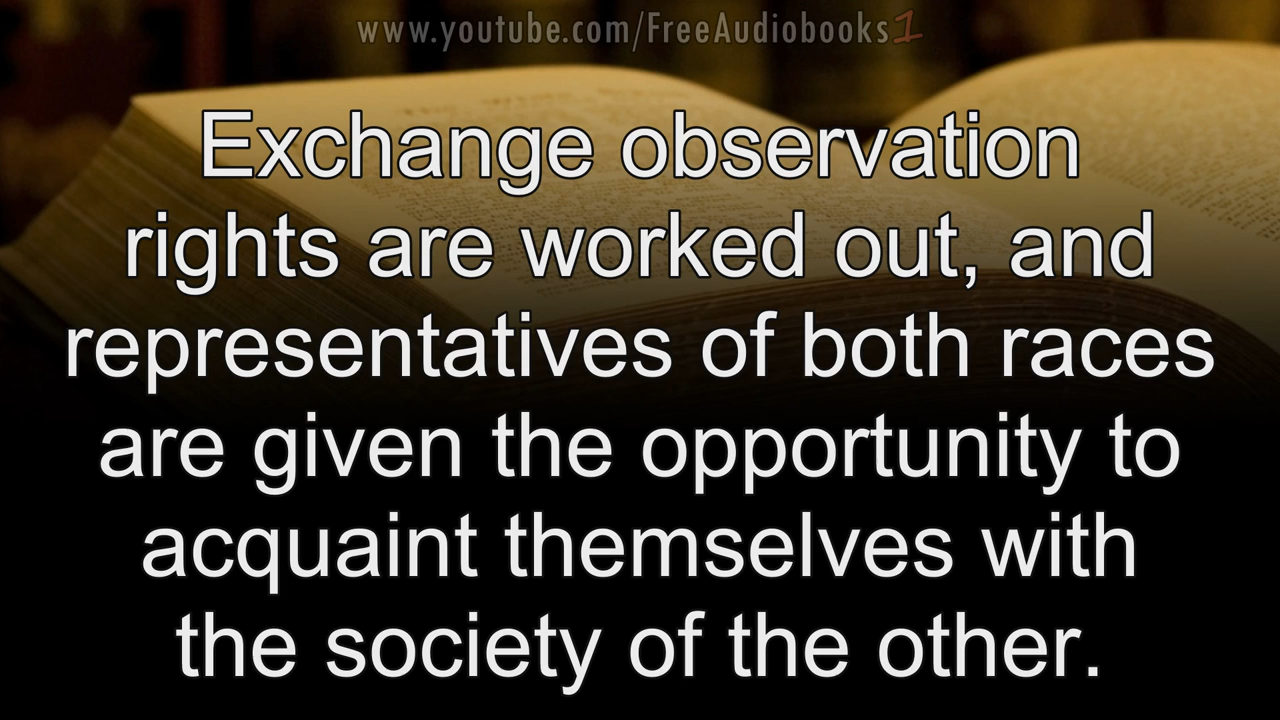 www.youtube.com/FreeAudiobooks1
Exchange observation
rights are worked out, and
representatives of both races
are given the opportunity to
acquaint themselves with
the society of the other.